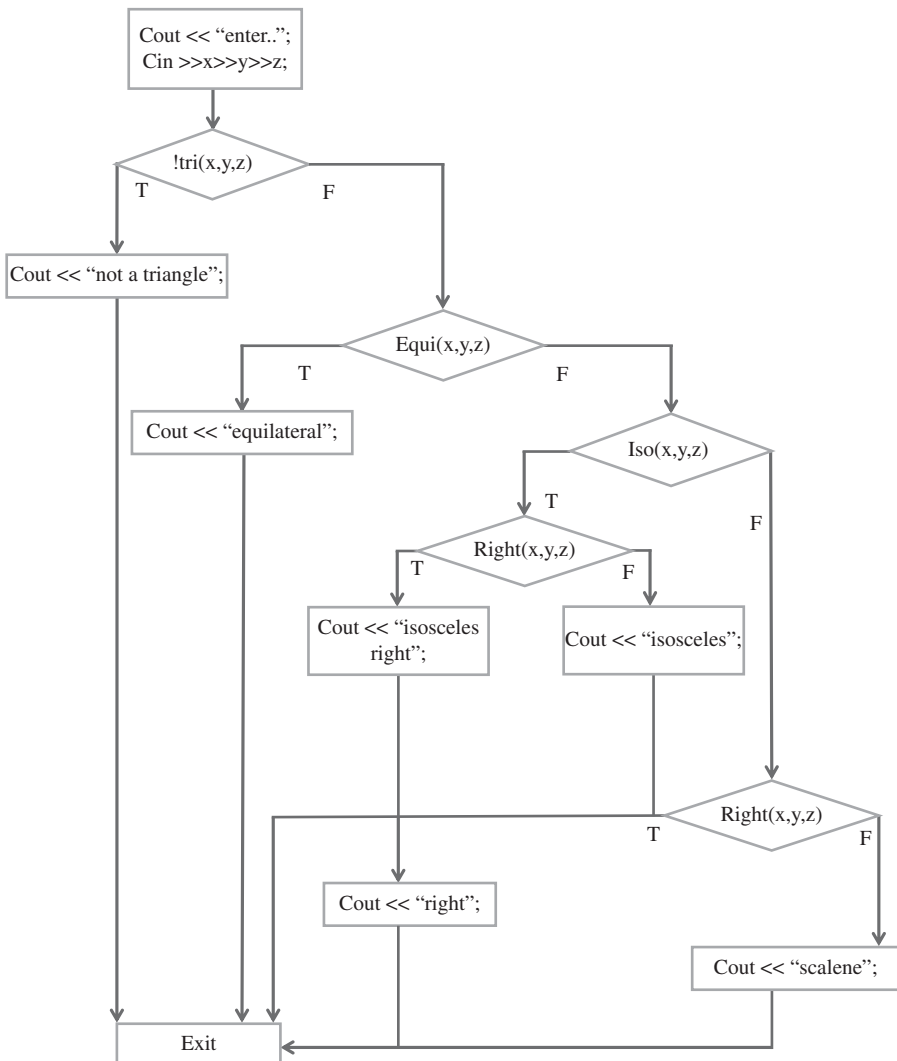 Cout << “enter..”;
Cin >>x>>y>>z;
!tri(x,y,z)
T
F
Cout << “not a triangle”;
Equi(x,y,z)
T
F
Cout << “equilateral”;
Iso(x,y,z)
T
F
Right(x,y,z)
T
F
Cout << “isosceles
right”;
Cout << “isosceles”;
Right(x,y,z)
T
F
Cout << “right”;
Cout << “scalene”;
Exit